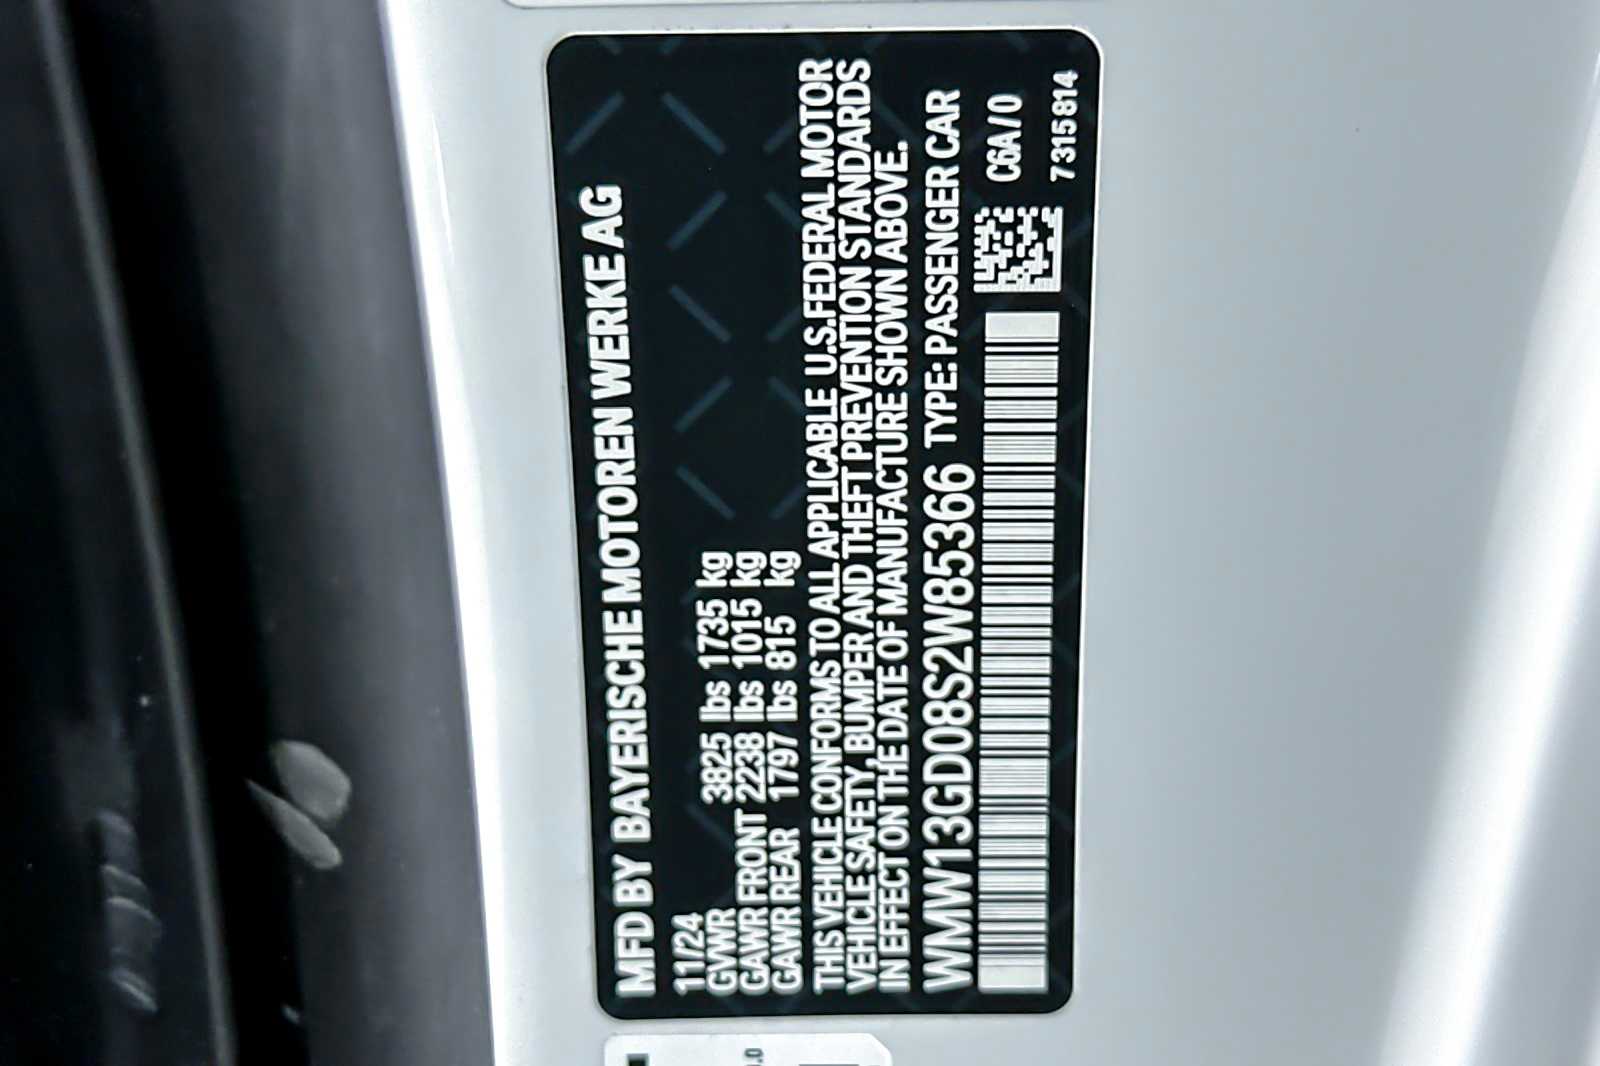 MFD BY BAYERISCHE MOTOREN WERKE AG
11/24
GVWR 3825 lbs 1735 kg
GAWR FRONT 2238 lbs 1015 kg
GAWR REAR 1797 lbs 815 kg
THIS VEHICLE CONFORMS TO ALL APPLICABLE U.S.FEDERAL MOTOR
VEHICLE SAFETY, BUMPER AND THEFT PREVENTION STANDARDS
IN EFFECT ON THE DATE OF MANUFACTURE SHOWN ABOVE.
WMW13GD08S2W85366 TYPE: PASSENGER CAR
C6A/0
7315814